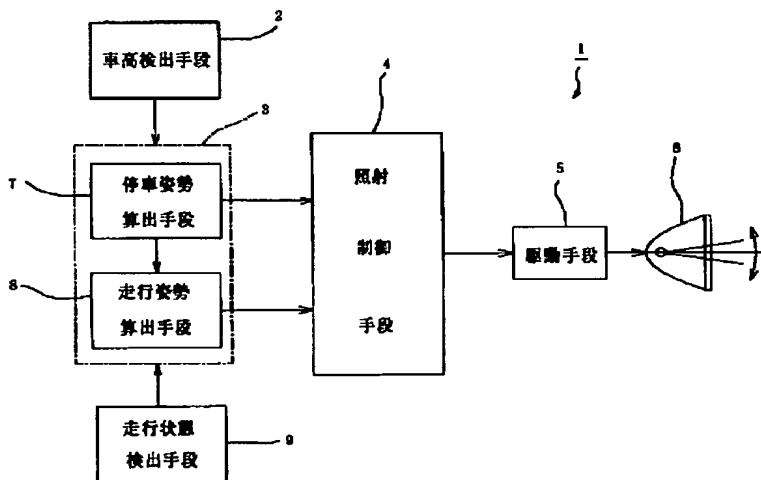 2
車高検出手段
1
4
3
7
停車姿勢
算出手段
照射
制御
手段
5
駆動手段
6
8
走行姿勢
算出手段
走行状態
検出手段
9